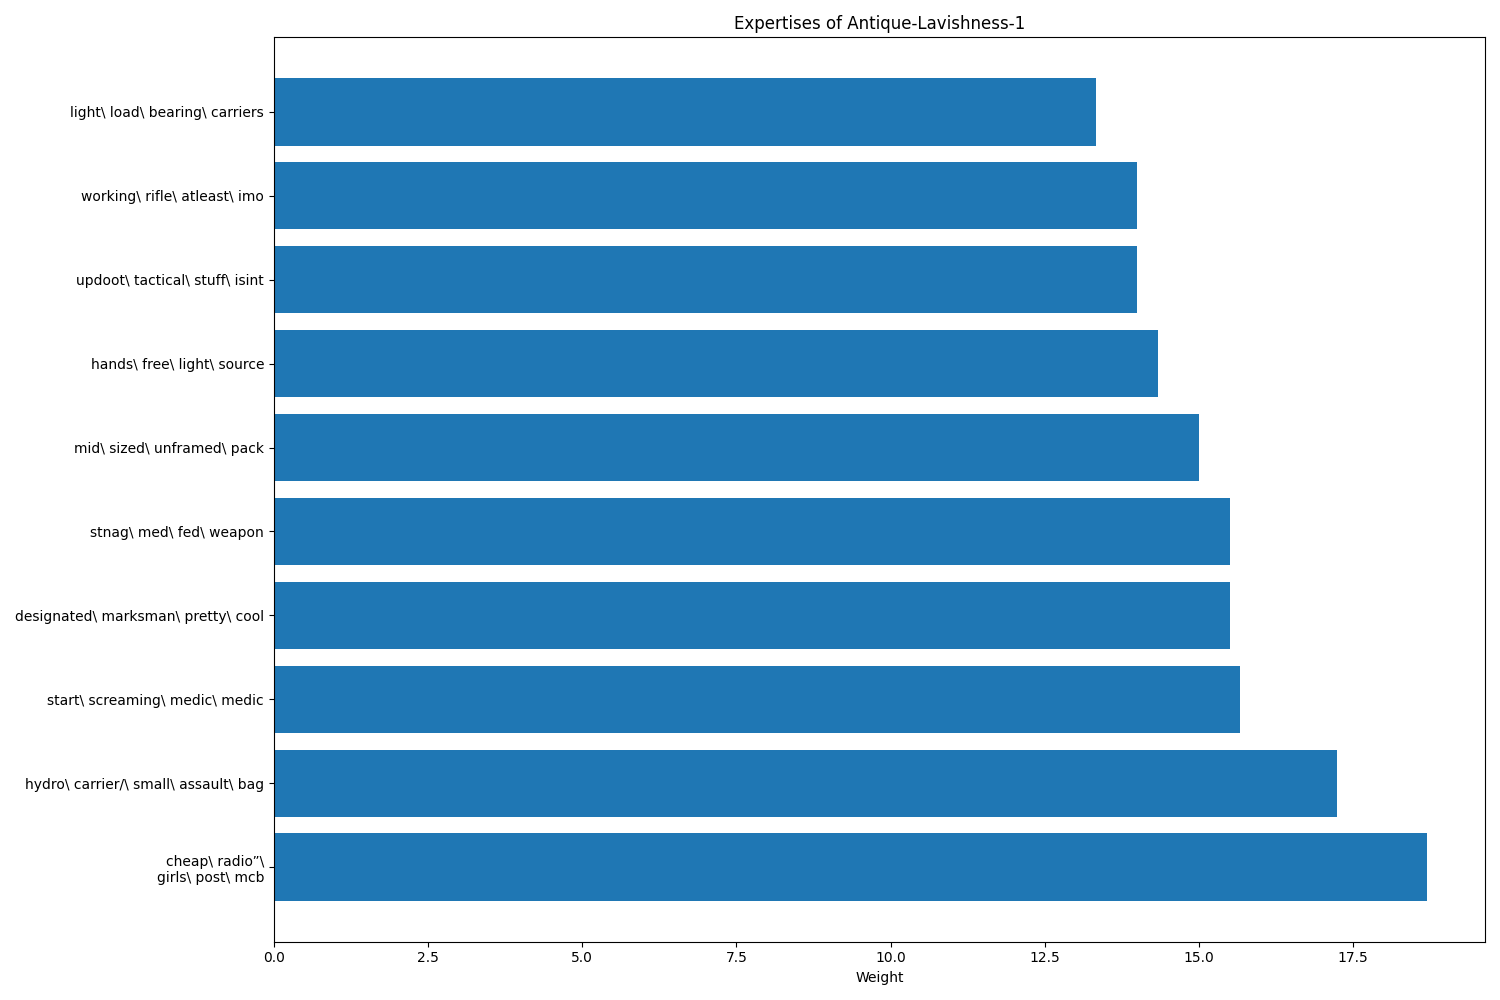 Expertises of Antique-Lavishness-1
light\ load\ bearing\ carriers
working\ rifle\ atleast\ imo
updoot\ tactical\ stuff\ isint
hands\ free\ light\ source
mid\ sized\ unframed\ pack
stnag\ med\ fed\ weapon
designated\ marksman\ pretty\ cool
start\ screaming\ medic\ medic
hydro\ carrier/\ small\ assault\ bag
cheap\ radio”\
girls\ post\ mcb
0.0 2.5 5.0 7.5 10.0 12.5 15.0 17.5
Weight